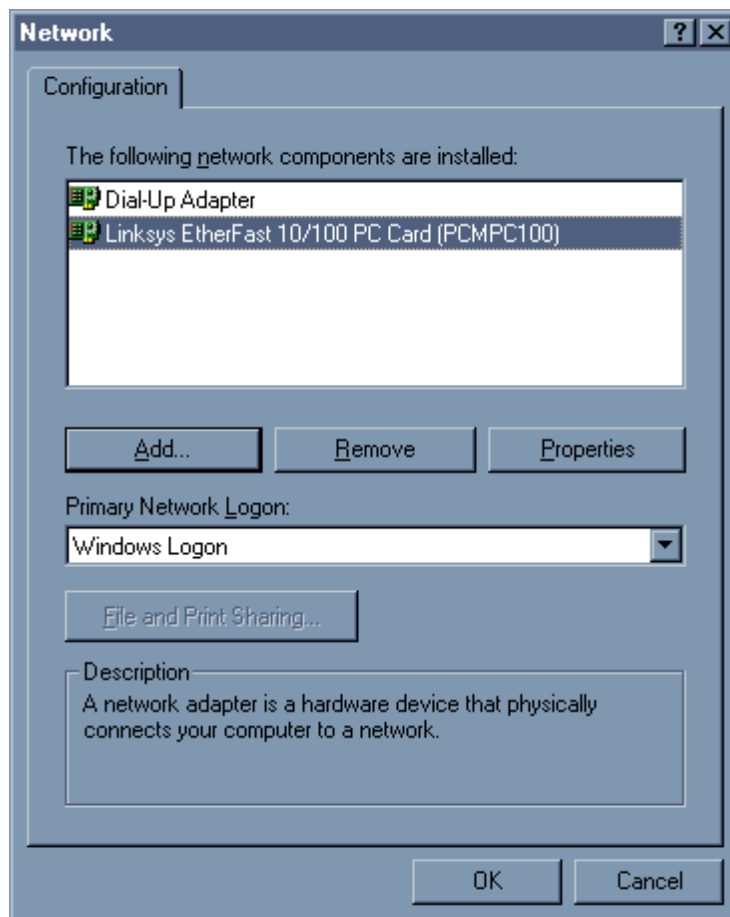 Network
Configuration
The following network components are installed:
Dial-Up Adapter
Linksys EtherFast 10/100 PC Card (PCMPC100)
Add... Remove Properties
Primary Network Logon:
Windows Logon
File and Print Sharing...
Description
A network adapter is a hardware device that physically
connects your computer to a network.
OK Cancel